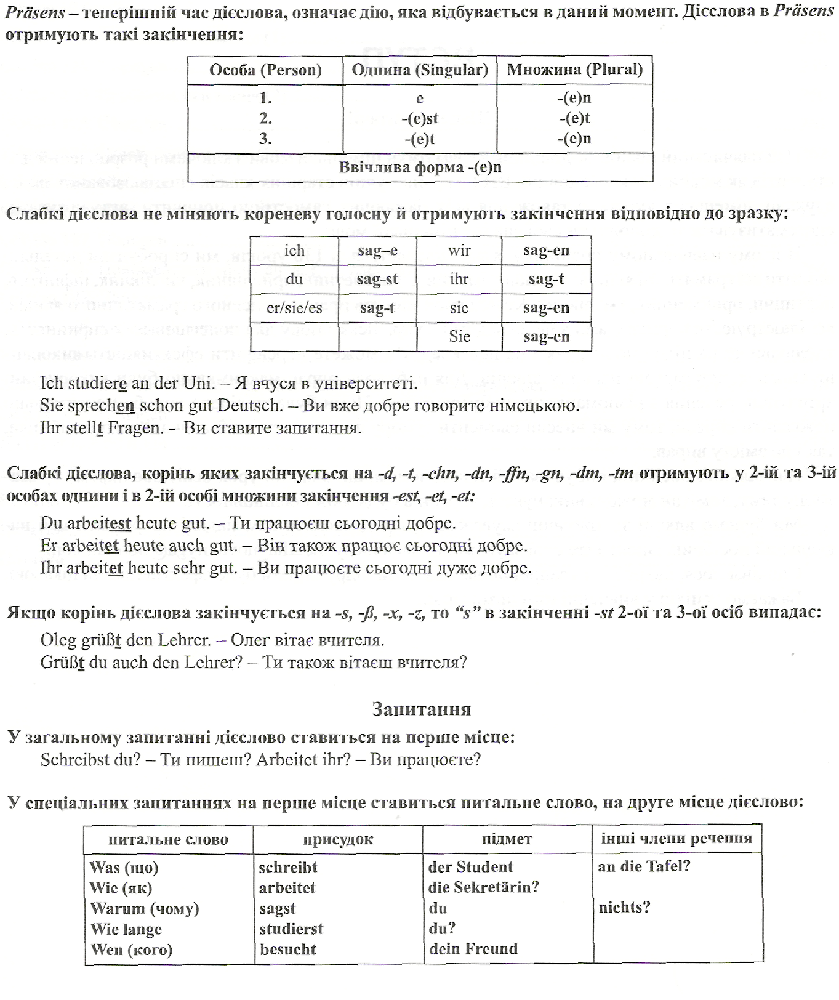 Präsens – теперішній час дієслова, означає дію, яка відбувається в даний момент. Дієслова в Präsens
отримують такі закінчення:
Особа (Person) Однина (Singular) Множина (Plural)
1. e -(e)n
2. -(e)st -(e)t
3. -(e)t -(e)n
Ввічлива форма -(e)n
Слабкі дієслова не міняють кореневу голосну й отримують закінчення відповідно до зразку:
ich sag–e wir sag-en
du sag-st ihr sag-t
er/sie/es sag-t sie sag-en
Sie sag-en
Ich studiere an der Uni. – Я вчуся в університеті.
Sie sprechen schon gut Deutsch. – Ви вже добре говорите німецькою.
Ihr stellt Fragen. – Ви ставите запитання.
Слабкі дієслова, корінь яких закінчується на -d, -t, -chn, -dn, -ffn, -gn, -dm, -tm отримують у 2-ій та 3-ій
особах однини і в 2-ій особі множини закінчення -est, -et, -et:
Du arbeitest heute gut. – Ти працюєш сьогодні добре.
Er arbeitet heute auch gut. – Він також працює сьогодні добре.
Ihr arbeitet heute sehr gut. – Ви працюєте сьогодні дуже добре.
Якщо корінь дієслова закінчується на -s, -ß, -x, -z, то “s” в закінченні -st 2-ої та 3-ої осіб випадає:
Oleg grüßt den Lehrer. – Олег вітає вчителя.
Grüßt du auch den Lehrer? – Ти також вітаєш вчителя?
Запитання
У загальному запитанні дієслово ставиться на перше місце:
Schreibst du? – Ти пишеш? Arbeitet ihr? – Ви працюєте?
У спеціальних запитаннях на перше місце ставиться питальне слово, на друге місце дієслово:
питальне слово присудок підмет інші члени речення
Was (що) schreibt der Student an die Tafel?
Wie (як) arbeitet die Sekretärin?
Warum (чому) sagst du nichts?
Wie lange studierst du?
Wen (кого) besucht dein Freund